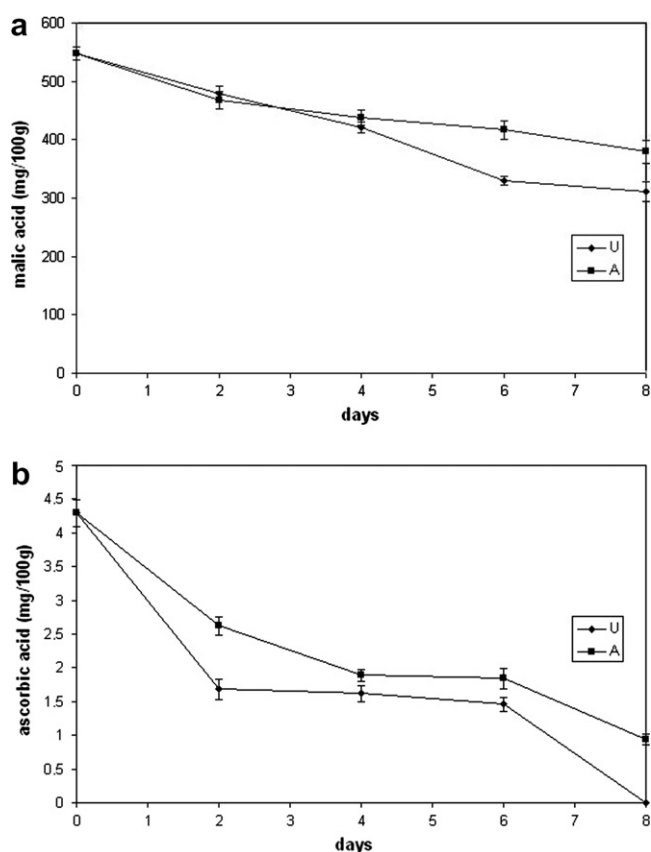 a
600
500
400
300
200
100
0
malic acid (mg/100g)
U
A
0 1 2 3 4 5 6 7 8
days
b
5
4.5
4
3.5
3
2.5
2
1.5
1
0.5
0
ascorbic acid (mg/100g)
U
A
0 1 2 3 4 5 6 7 8
days